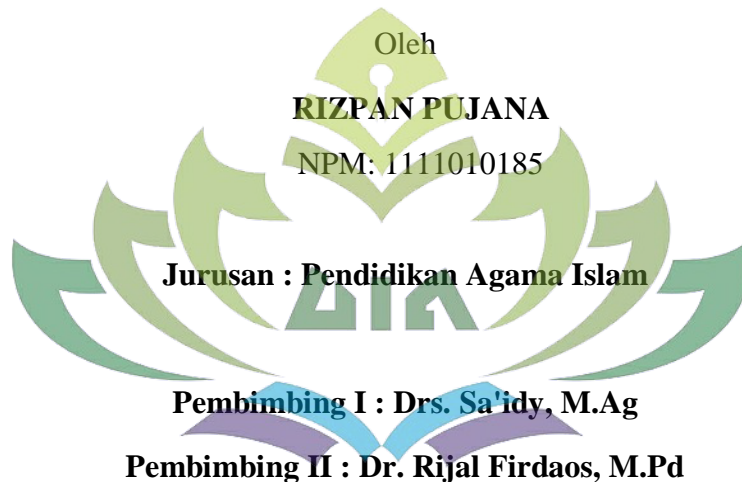 Oleh
RIZPAN PUJANA
NPM: 1111010185
Jurusan : Pendidikan Agama Islam
Pembimbing I : Drs. Sa'idy, M.Ag
Pembimbing II : Dr. Rijal Firdaos, M.Pd